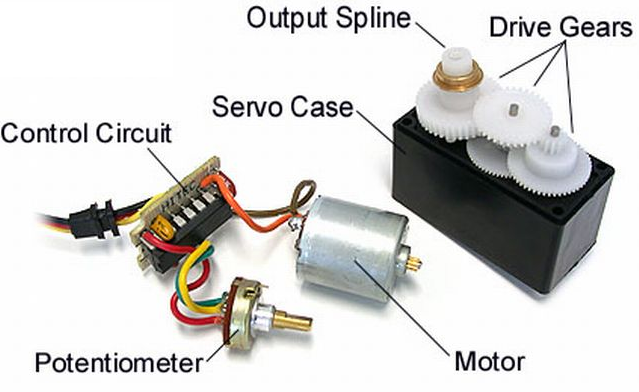 Output Spline
Drive Gears
Servo Case
Control Circuit
Potentiometer
Motor